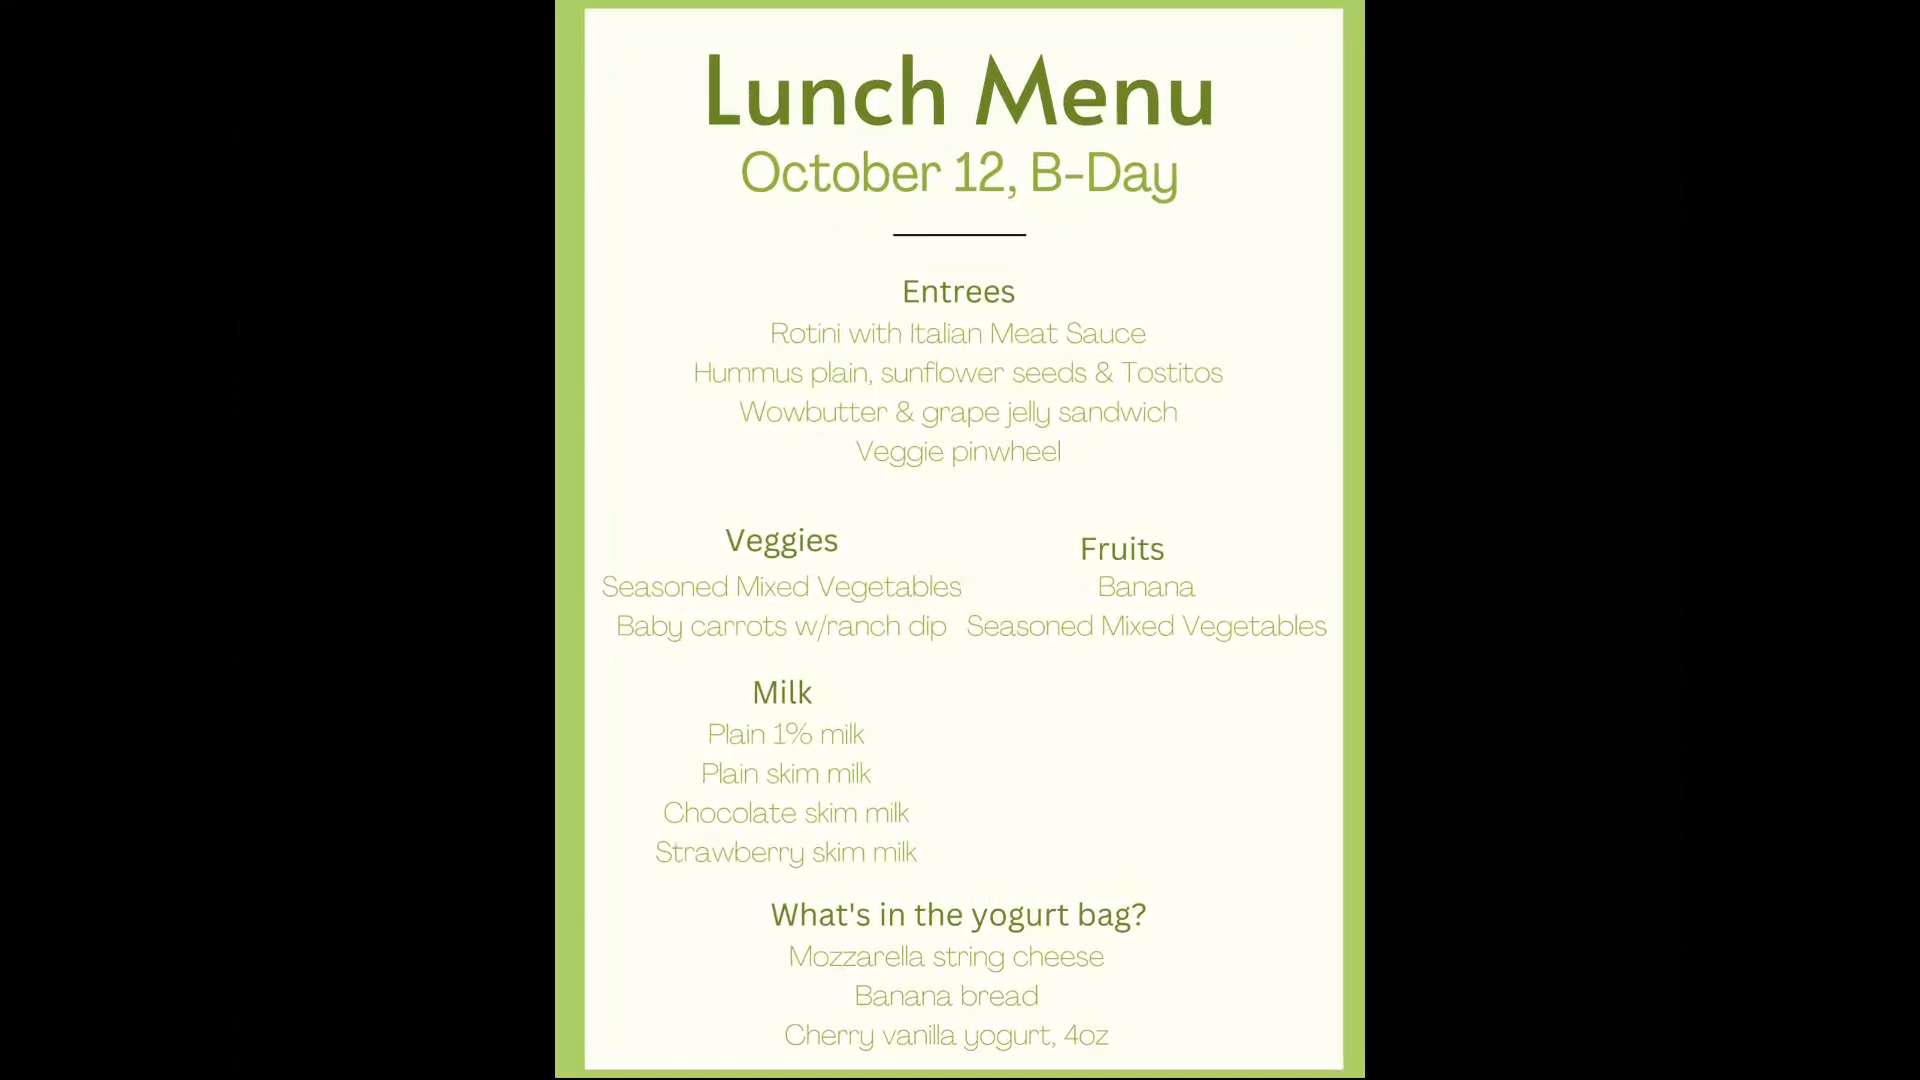 Lunch Menu
October 12, B-Day
Entrees
Rotini with Italian Meat Sauce
Hummus plain, sunflower seeds & Tostitos
Wowbutter & grape jelly sandwich
Veggie pinwheel
Veggies
Seasoned Mixed Vegetables
Baby carrots w/ranch dip
Fruits
Banana
Seasoned Mixed Vegetables
Milk
Plain 1% milk
Plain skim milk
Chocolate skim milk
Strawberry skim milk
What's in the yogurt bag?
Mozzarella string cheese
Banana bread
Cherry vanilla yogurt, 4oz